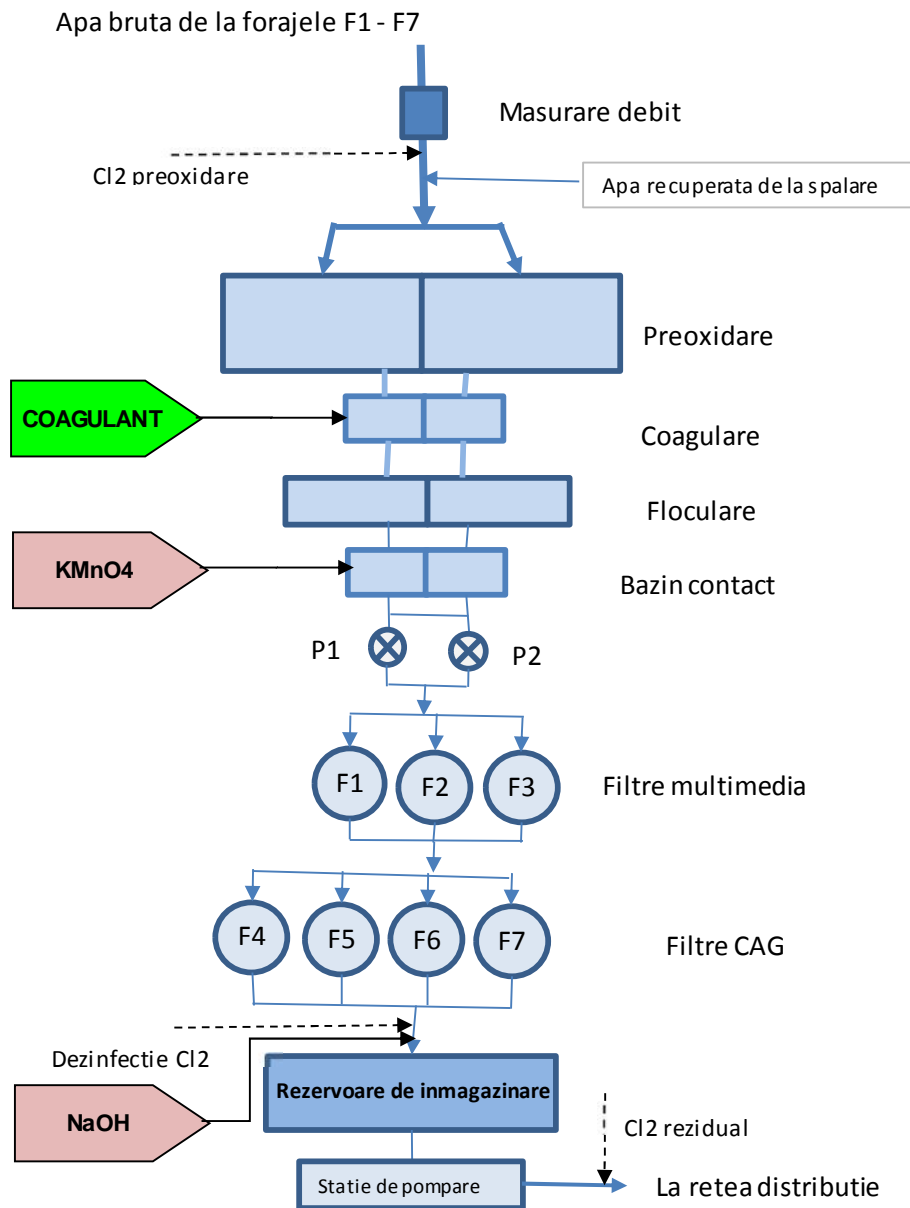 Apa bruta de la forajele F1 - F7
Masurare debit
Cl2 preoxidare
Apa recuperata de la spalare
Preoxidare
COAGULANT
Coagulare
Floculare
KMnO4
Bazin contact
P1
P2
F1
F2
F3
Filtre multimedia
F4
F5
F6
F7
Filtre CAG
Dezinfectie Cl2
Rezervoare de inmagazinare
NaOH
Cl2 rezidual
Statie de pompare
La retea distributie